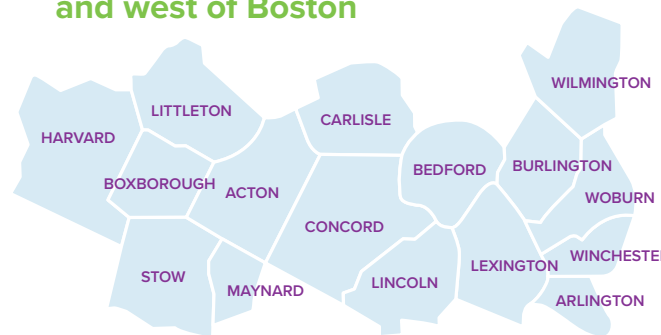 and west of Boston
WILMINGTON
LITTLETON
CARLISLE
HARVARD
BEDFORD
BURLINGTON
BOXBOROUGH
ACTON
WOBURN
CONCORD
WINCHESTE
LEXINGTON
STOW
LINCOLN
MAYNARD
ARLINGTON